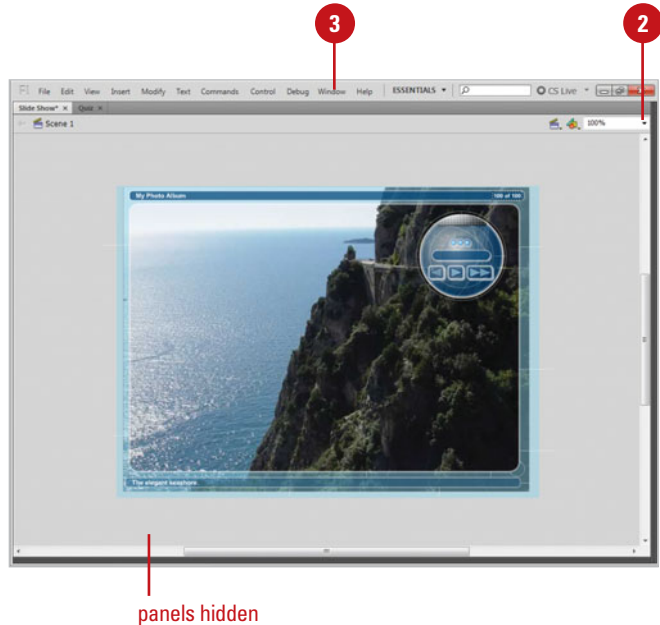 3
2
Fl File Edit View Insert Modify Text Commands Control Debug Window Help ESSENTIALS CS Live
Slide Show* × Quiz ×
Scene 1 100%
My Photo Album 100 of 100
The elegant seashore
panels hidden